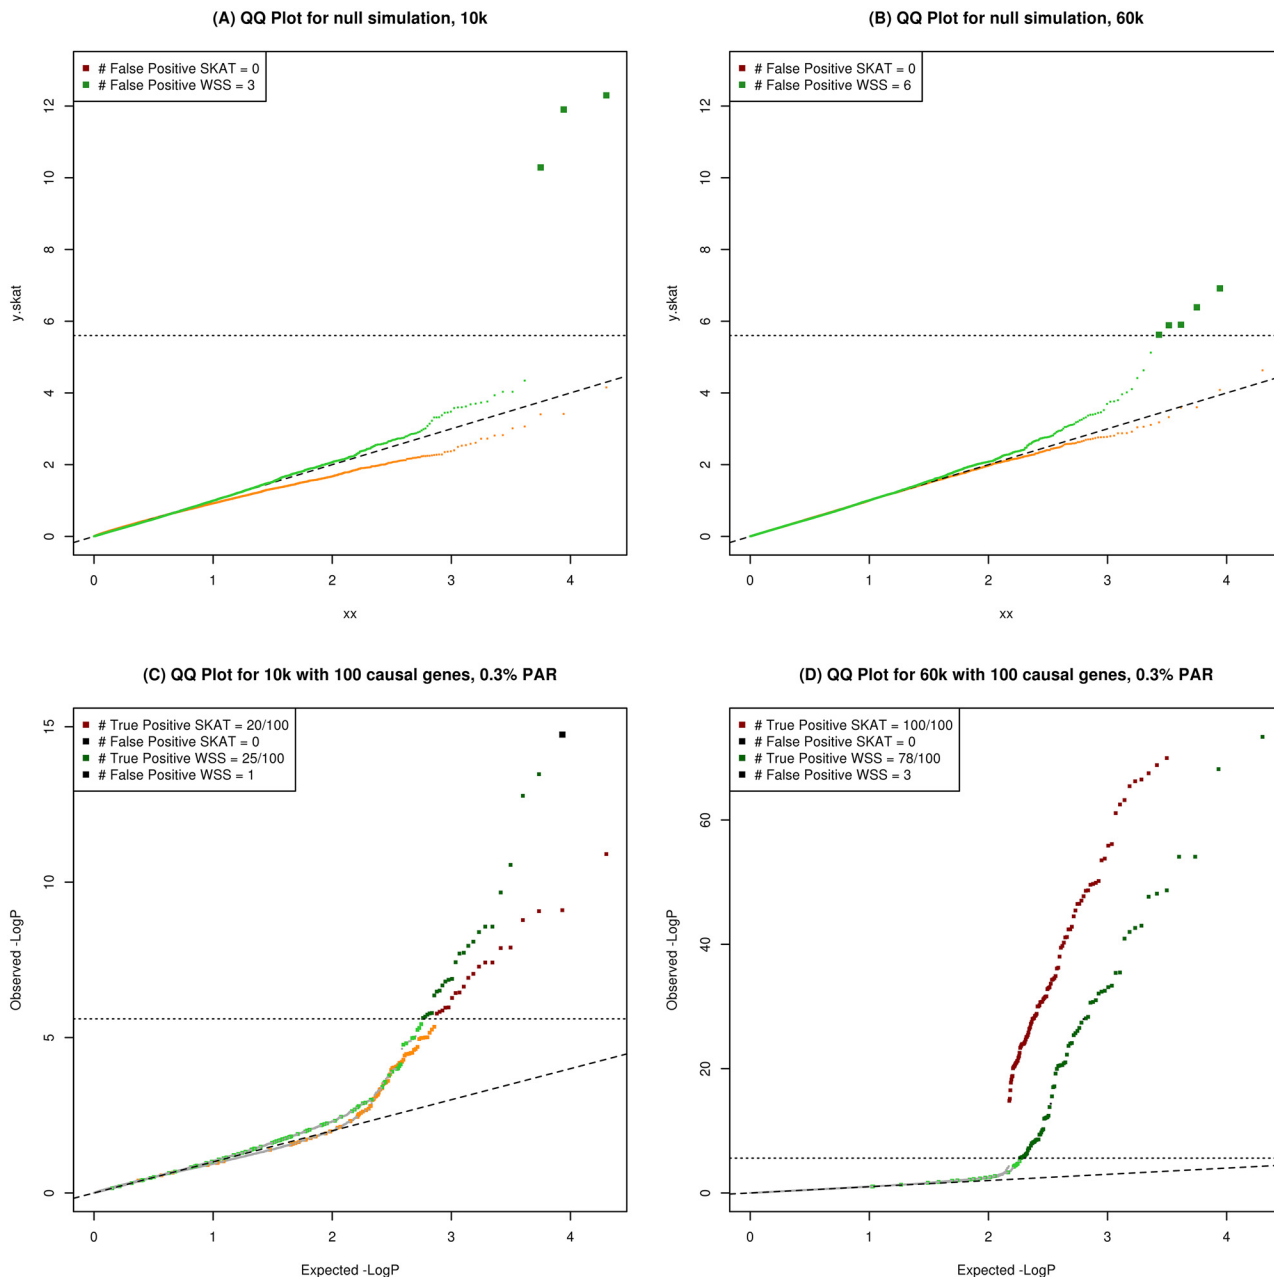 (A) QQ Plot for null simulation, 10k
# False Positive SKAT = 0
# False Positive WSS = 3
y.skat
0
2
4
6
8
10
12
0
1
2
3
4
xx
(B) QQ Plot for null simulation, 60k
# False Positive SKAT = 0
# False Positive WSS = 6
y.skat
0
2
4
6
8
10
12
0
1
2
3
4
xx
(C) QQ Plot for 10k with 100 causal genes, 0.3% PAR
# True Positive SKAT = 20/100
# False Positive SKAT = 0
# True Positive WSS = 25/100
# False Positive WSS = 1
Observed -LogP
0
5
10
15
0
1
2
3
4
Expected -LogP
(D) QQ Plot for 60k with 100 causal genes, 0.3% PAR
# True Positive SKAT = 100/100
# False Positive SKAT = 0
# True Positive WSS = 78/100
# False Positive WSS = 3
Observed -LogP
0
20
40
60
0
1
2
3
4
Expected -LogP